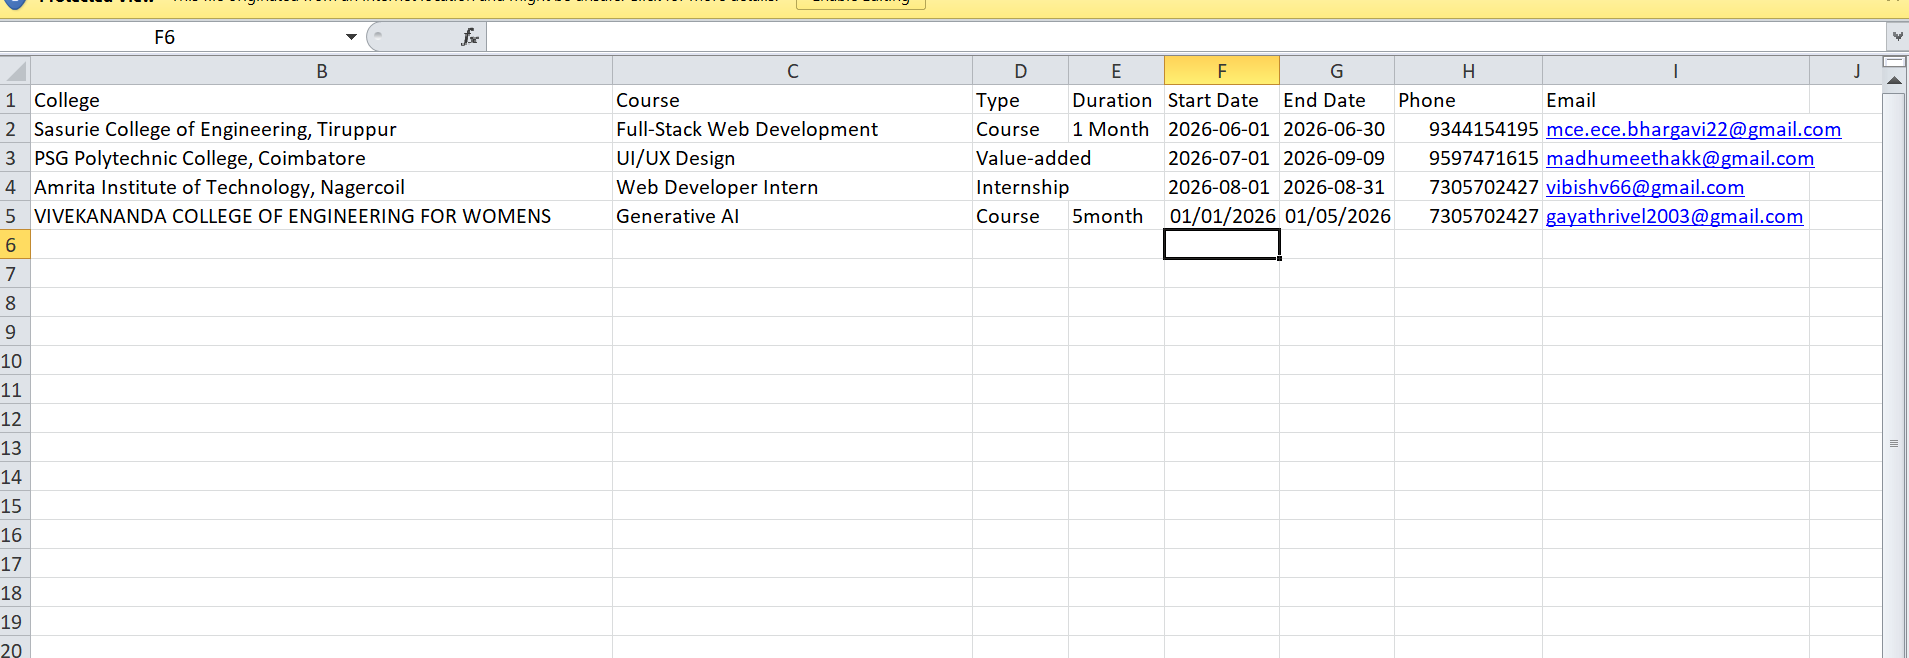 F6
fx
B C D E F G H I J
1 College Course Type Duration Start Date End Date Phone Email
2 Sasurie College of Engineering, Tiruppur Full-Stack Web Development Course 1 Month 2026-06-01 2026-06-30 9344154195 mce.ece.bhargavi22@gmail.com
3 PSG Polytechnic College, Coimbatore UI/UX Design Value-added 2026-07-01 2026-09-09 9597471615 madhumeethakk@gmail.com
4 Amrita Institute of Technology, Nagercoil Web Developer Intern Internship 2026-08-01 2026-08-31 7305702427 vibishv66@gmail.com
5 VIVEKANANDA COLLEGE OF ENGINEERING FOR WOMENS Generative AI Course 5month 01/01/2026 01/05/2026 7305702427 gayathrivel2003@gmail.com
6
7
8
9
10
11
12
13
14
15
16
17
18
19
20